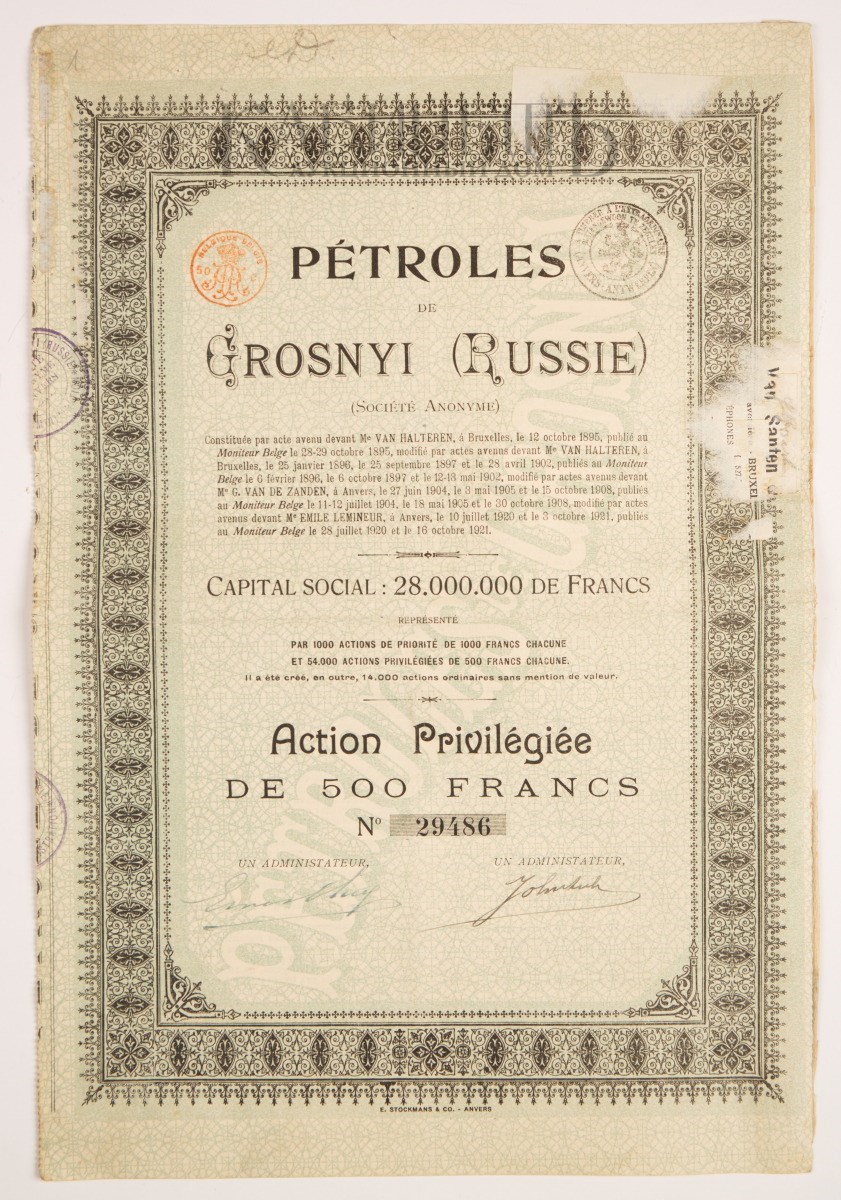 PÉTROLES
DE
GROSNYI (RUSSIE)
(SOCIÉTÉ ANONYME)
Constituée par acte avenu devant Me VAN HALTEREN, à Bruxelles, le 12 octobre 1895, publié au
Moniteur Belge le 28-29 octobre 1895, modifié par actes avenus devant Me VAN HALTEREN, à
Bruxelles, le 25 janvier 1896, le 25 septembre 1897 et le 28 avril 1902, publiés au Moniteur
Belge le 6 février 1896, le 6 octobre 1897 et le 12-13 mai 1902, modifié par actes avenus devant
Me G. VAN DE ZANDEN, à Anvers, le 27 juin 1904, le 3 mai 1905 et le 15 octobre 1908, publiés
au Moniteur Belge le 11-12 juillet 1904, le 18 mai 1905 et le 30 octobre 1908, modifié par actes
avenus devant Me EMILE LEMINEUR, à Anvers, le 10 juillet 1920 et le 3 octobre 1921, publiés
au Moniteur Belge le 28 juillet 1920 et le 16 octobre 1921.
CAPITAL SOCIAL : 28.000.000 DE FRANCS
REPRÉSENTÉ
PAR 1000 ACTIONS DE PRIORITÉ DE 1000 FRANCS CHACUNE
ET 54.000 ACTIONS PRIVILÉGIÉES DE 500 FRANCS CHACUNE.
Il a été créé, en outre, 14.000 actions ordinaires sans mention de valeur.
Action Privilégiée
DE 500 FRANCS
No 29486
UN ADMINISTATEUR, UN ADMINISTATEUR,
E. STOCKMANS & CO. - ANVERS
BELGIQUE BELGIE
Van Santen
BRUXEL